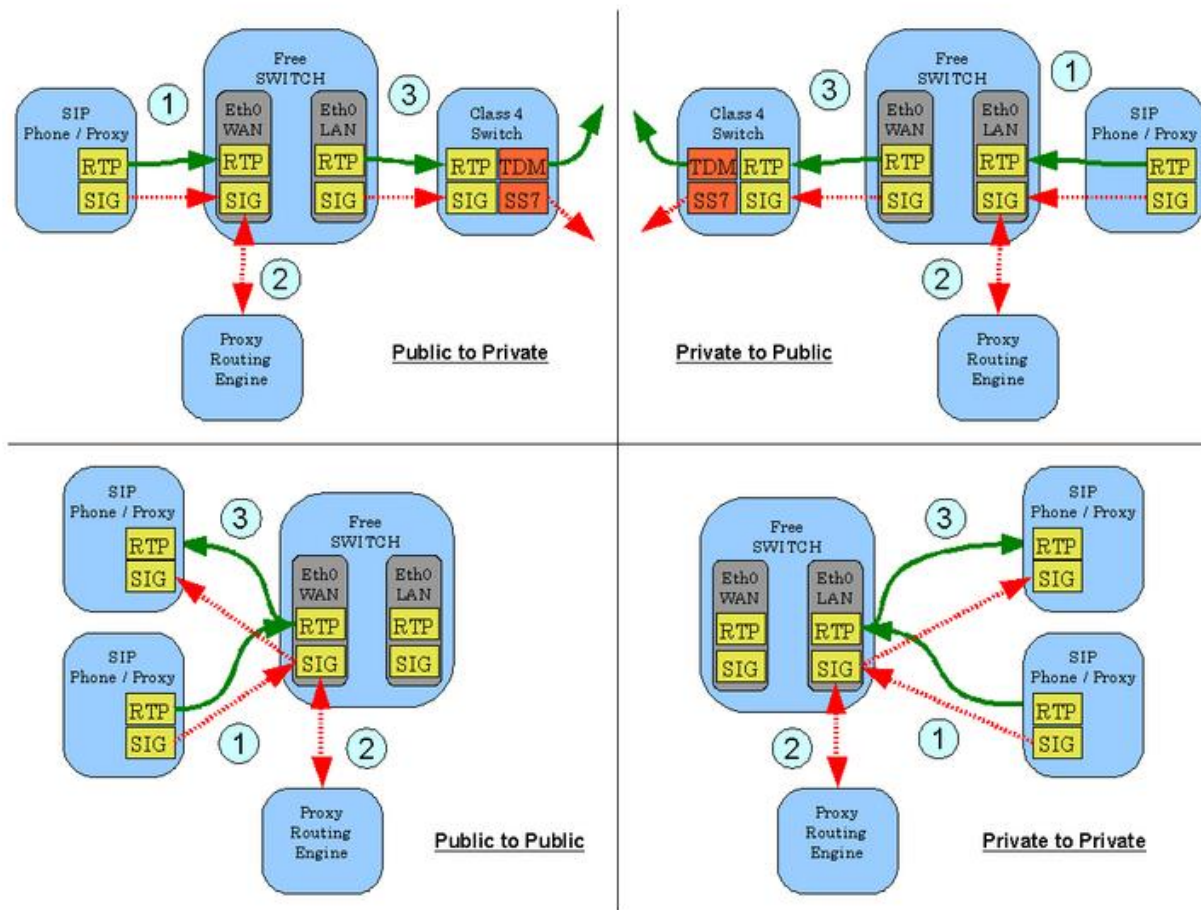 Free
SWITCH
1
3
SIP
Phone / Proxy
Eth0
WAN
Eth0
LAN
Class 4
Switch
RTP
RTP
RTP
RTP
TDM
SIG
SIG
SIG
SIG
SS7
2
Proxy
Routing
Engine
Public to Private
Free
SWITCH
3
1
Class 4
Switch
Eth0
WAN
Eth0
LAN
SIP
Phone / Proxy
TDM
RTP
RTP
RTP
RTP
SS7
SIG
SIG
SIG
SIG
2
Proxy
Routing
Engine
Private to Public
SIP
Phone / Proxy
RTP
SIG
3
Free
SWITCH
Eth0
WAN
Eth0
LAN
RTP
RTP
SIG
SIG
SIP
Phone / Proxy
RTP
SIG
1
2
Proxy
Routing
Engine
Public to Public
SIP
Phone / Proxy
RTP
SIG
3
Free
SWITCH
Eth0
WAN
Eth0
LAN
RTP
RTP
SIG
SIG
SIP
Phone / Proxy
RTP
SIG
1
2
Proxy
Routing
Engine
Private to Private